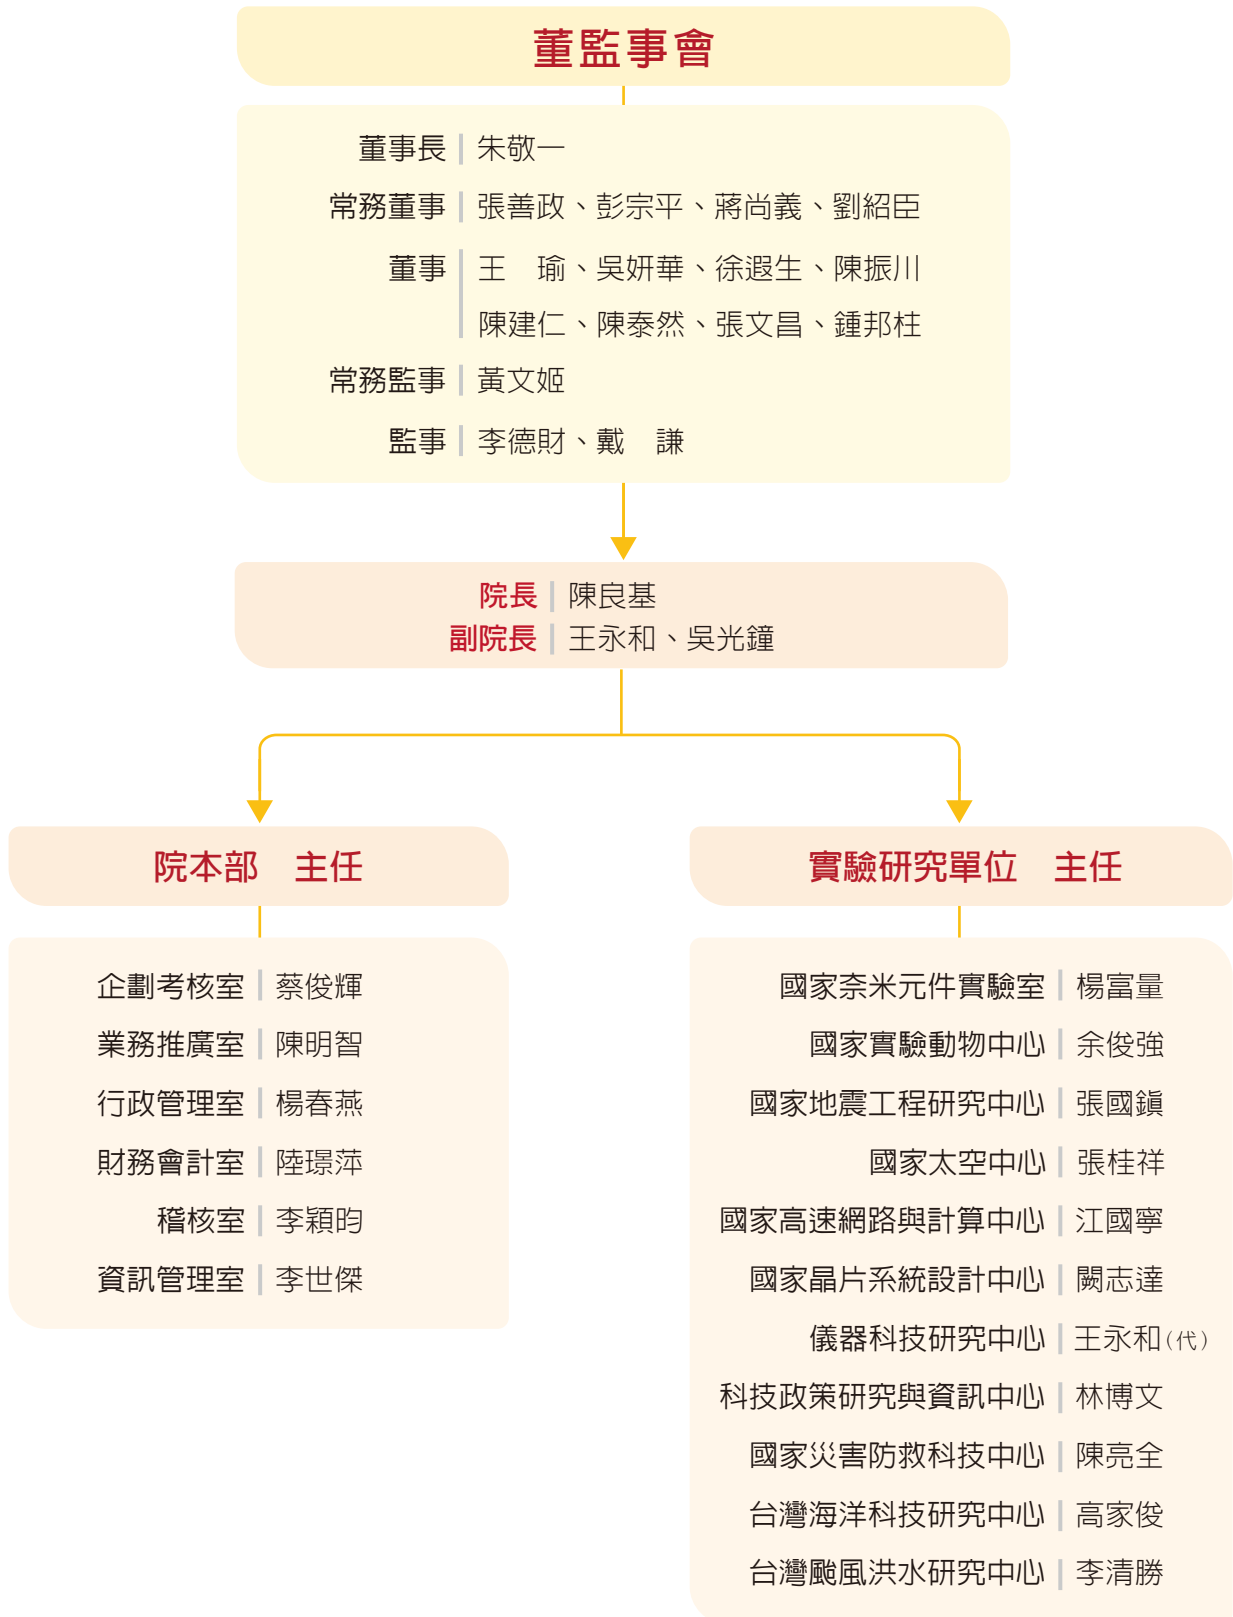 董監事會
董事長 朱敬一
常務董事 張善政、彭宗平、蔣尚義、劉紹臣
董事 王　瑜、吳妍華、徐遐生、陳振川
陳建仁、陳泰然、張文昌、鍾邦柱
常務監事 黃文姬
監事 李德財、戴　謙
院長 陳良基
副院長 王永和、吳光鐘
院本部　主任
企劃考核室 蔡俊輝
業務推廣室 陳明智
行政管理室 楊春燕
財務會計室 陸璟萍
稽核室 李穎昀
資訊管理室 李世傑
實驗研究單位　主任
國家奈米元件實驗室 楊富量
國家實驗動物中心 余俊強
國家地震工程研究中心 張國鎮
國家太空中心 張桂祥
國家高速網路與計算中心 江國寧
國家晶片系統設計中心 闕志達
儀器科技研究中心 王永和(代)
科技政策研究與資訊中心 林博文
國家災害防救科技中心 陳亮全
台灣海洋科技研究中心 高家俊
台灣颱風洪水研究中心 李清勝